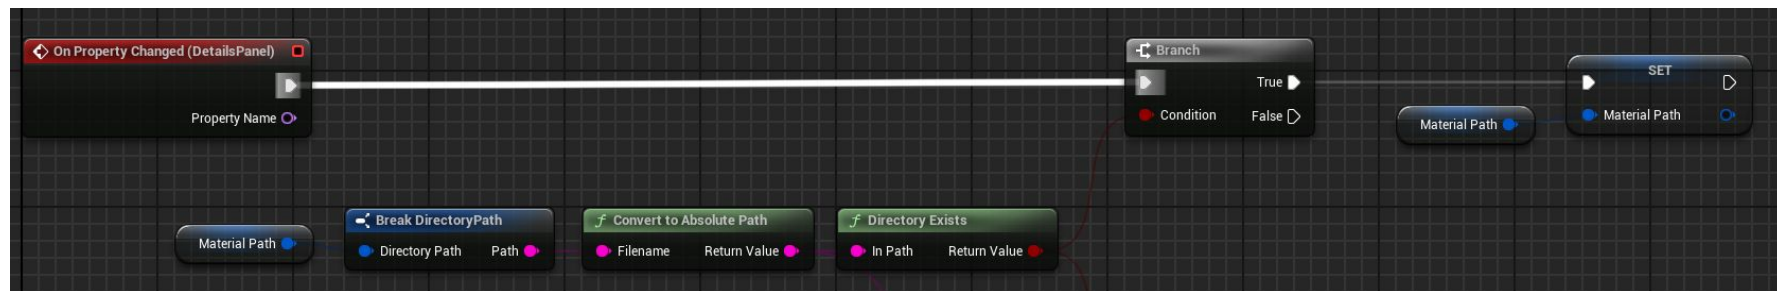 On Property Changed (DetailsPanel)
Property Name
Branch
True
Condition
False
SET
Material Path
Material Path
Material Path
Break DirectoryPath
Directory Path
Path
f Convert to Absolute Path
Filename
Return Value
f Directory Exists
In Path
Return Value